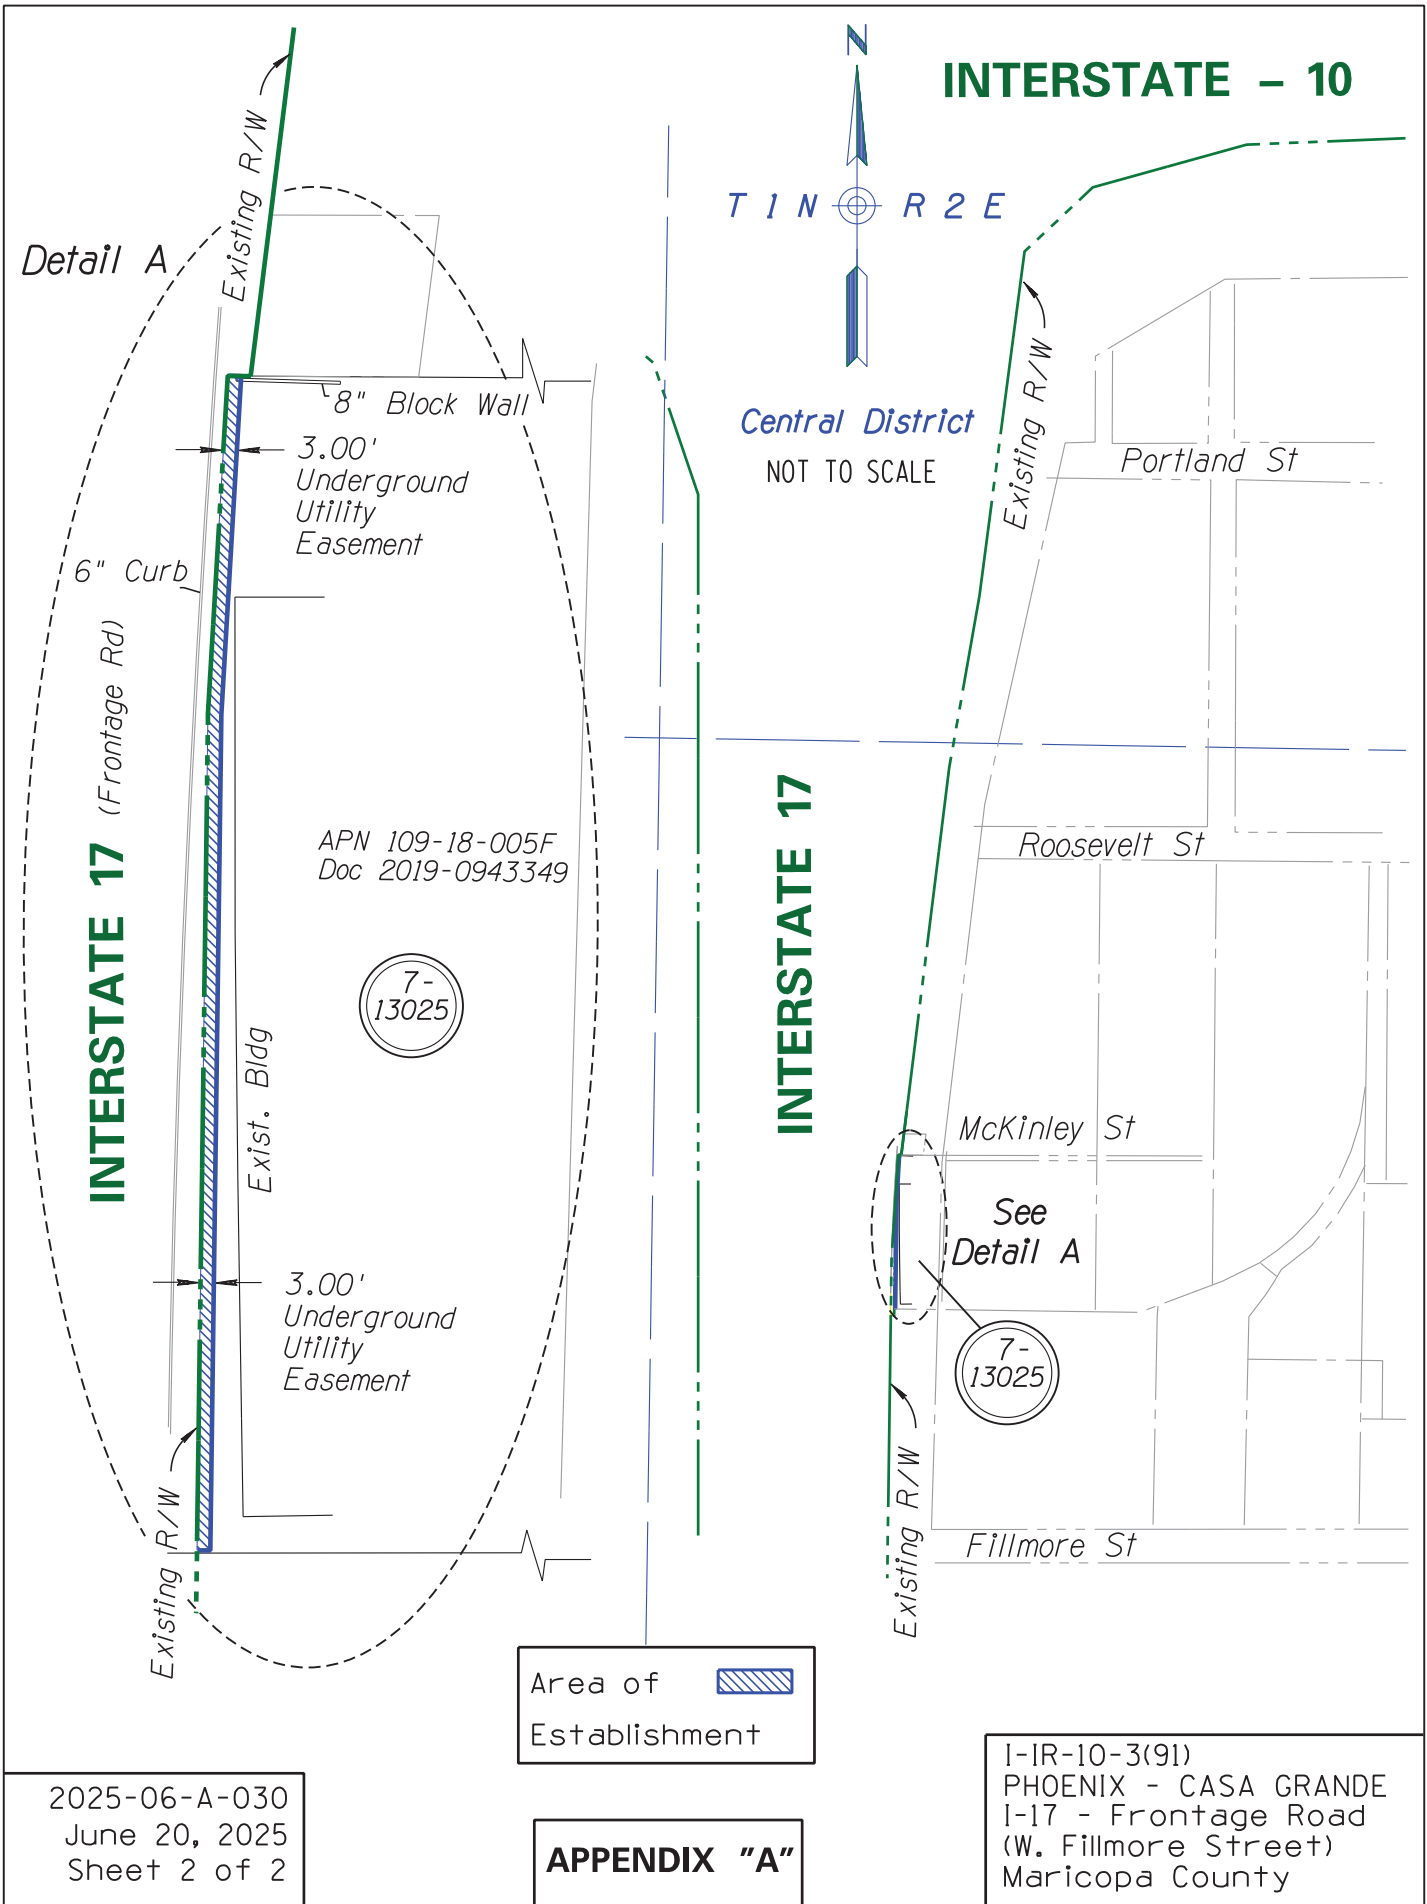 INTERSTATE - 10
N
T 1 N R 2 E
Central District
NOT TO SCALE
Detail A
Existing R/W
8" Block Wall
3.00'
Underground
Utility
Easement
6" Curb
INTERSTATE 17 (Frontage Rd)
APN 109-18-005F
Doc 2019-0943349
7-
13025
Exist. Bldg
3.00'
Underground
Utility
Easement
Existing R/W
INTERSTATE 17
Existing R/W
Portland St
Roosevelt St
McKinley St
See
Detail A
7-
13025
Existing R/W
Fillmore St
Area of
Establishment
2025-06-A-030
June 20, 2025
Sheet 2 of 2
APPENDIX "A"
I-IR-10-3(91)
PHOENIX - CASA GRANDE
I-17 - Frontage Road
(W. Fillmore Street)
Maricopa County